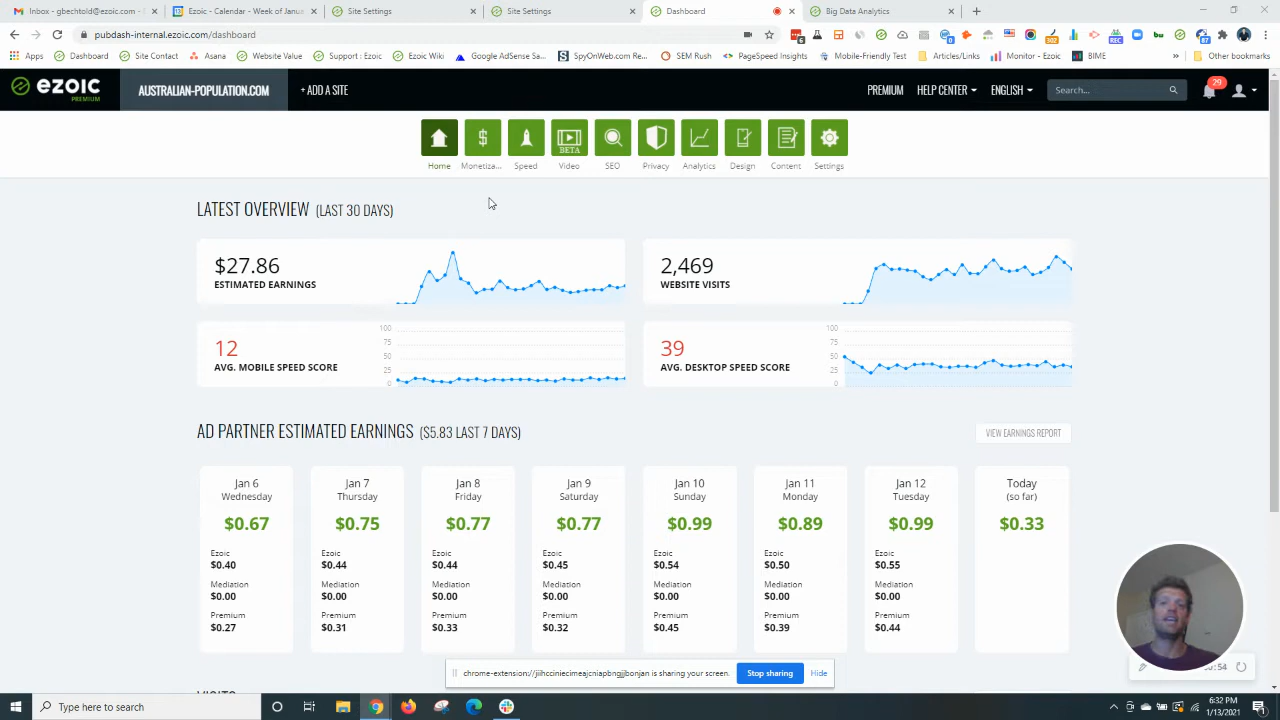 Inbox - gbechtold@ezoic.com -
Ezoic - Calendar - Week of Janua
Site Settings
Site Settings
Dashboard
Big Data Analytics
pubdash-internal.ezoic.com/dashboard
Apps
Dashboard
Site Contact
Asana
Website Value
Support : Ezoic
Ezoic Wiki
Google AdSense Sa...
SpyOnWeb.com Re...
SEM Rush
PageSpeed Insights
Mobile-Friendly Test
Articles/Links
Monitor - Ezoic
BIME
Other bookmarks
ezoic
PREMIUM
AUSTRALIAN-POPULATION.COM
+ ADD A SITE
PREMIUM
HELP CENTER
ENGLISH
Search...
29
BETA
Home
Monetiza...
Speed
Video
SEO
Privacy
Analytics
Design
Content
Settings
LATEST OVERVIEW (LAST 30 DAYS)
$27.86
ESTIMATED EARNINGS
2,469
WEBSITE VISITS
12
AVG. MOBILE SPEED SCORE
100
75
50
25
0
39
AVG. DESKTOP SPEED SCORE
100
75
50
25
0
AD PARTNER ESTIMATED EARNINGS ($5.83 LAST 7 DAYS)
VIEW EARNINGS REPORT
Jan 6
Wednesday
$0.67
Ezoic
$0.40
Mediation
$0.00
Premium
$0.27
Jan 7
Thursday
$0.75
Ezoic
$0.44
Mediation
$0.00
Premium
$0.31
Jan 8
Friday
$0.77
Ezoic
$0.44
Mediation
$0.00
Premium
$0.33
Jan 9
Saturday
$0.77
Ezoic
$0.45
Mediation
$0.00
Premium
$0.32
Jan 10
Sunday
$0.99
Ezoic
$0.54
Mediation
$0.00
Premium
$0.45
Jan 11
Monday
$0.89
Ezoic
$0.50
Mediation
$0.00
Premium
$0.39
Jan 12
Tuesday
$0.99
Ezoic
$0.55
Mediation
$0.00
Premium
$0.44
Today
(so far)
$0.33
is sharing your screen.
Stop sharing
Hide
Type here to search
6:32 PM
1/13/2021